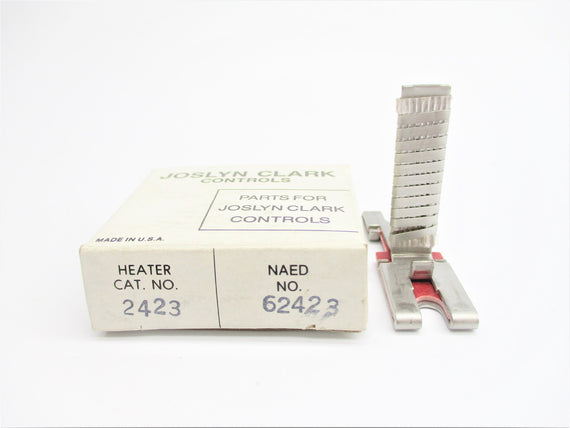 JOSLYN CLARK
CONTROLS
PARTS FOR
JOSLYN CLARK
CONTROLS
MADE IN U.S.A.
HEATER
CAT. NO.
2423
NAED
NO.
62423